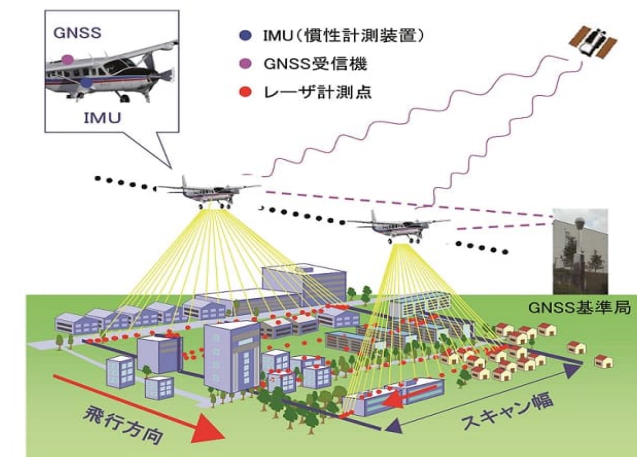 GNSS
IMU
IMU(慣性計測装置)
GNSS受信機
レーザ計測点
GNSS基準局
飛行方向
スキャン幅